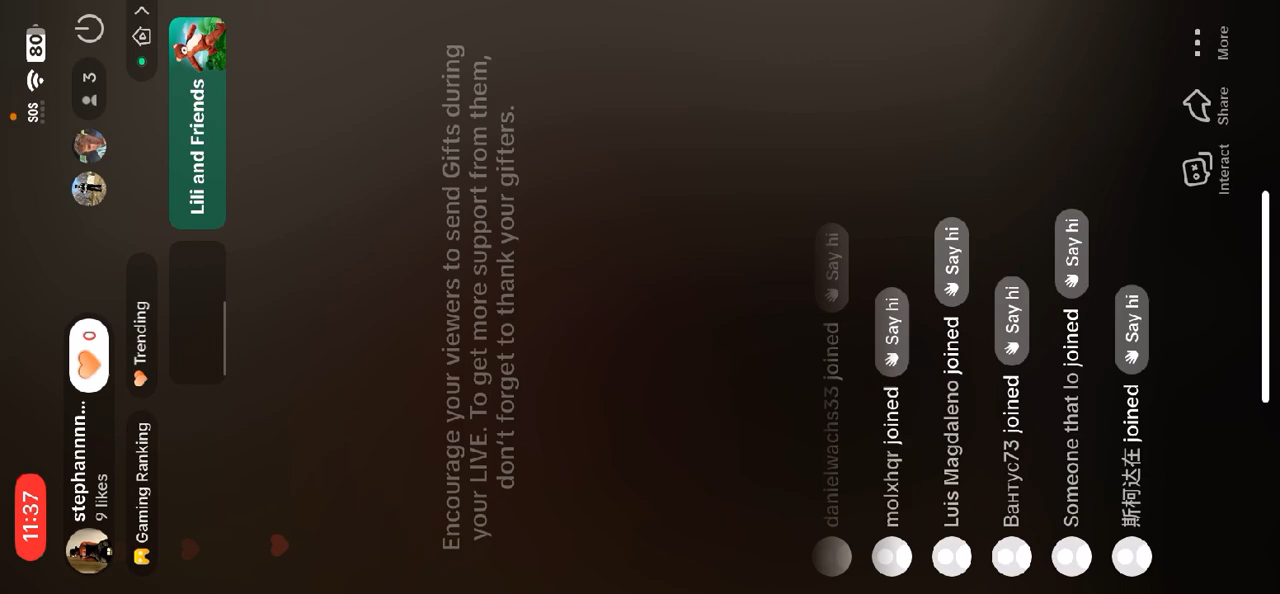 11:37
SOS
80
stephannnn...
9 likes
0
3
Gaming Ranking
Trending
Lili and Friends
Encourage your viewers to send Gifts during
your LIVE. To get more support from them,
don't forget to thank your gifters.
danielwachs33 joined
Say hi
molxhqr joined
Say hi
Luis Magdaleno joined
Say hi
Вантус73 joined
Say hi
Someone that lo joined
Say hi
斯柯达在 joined
Say hi
Interact
Share
More